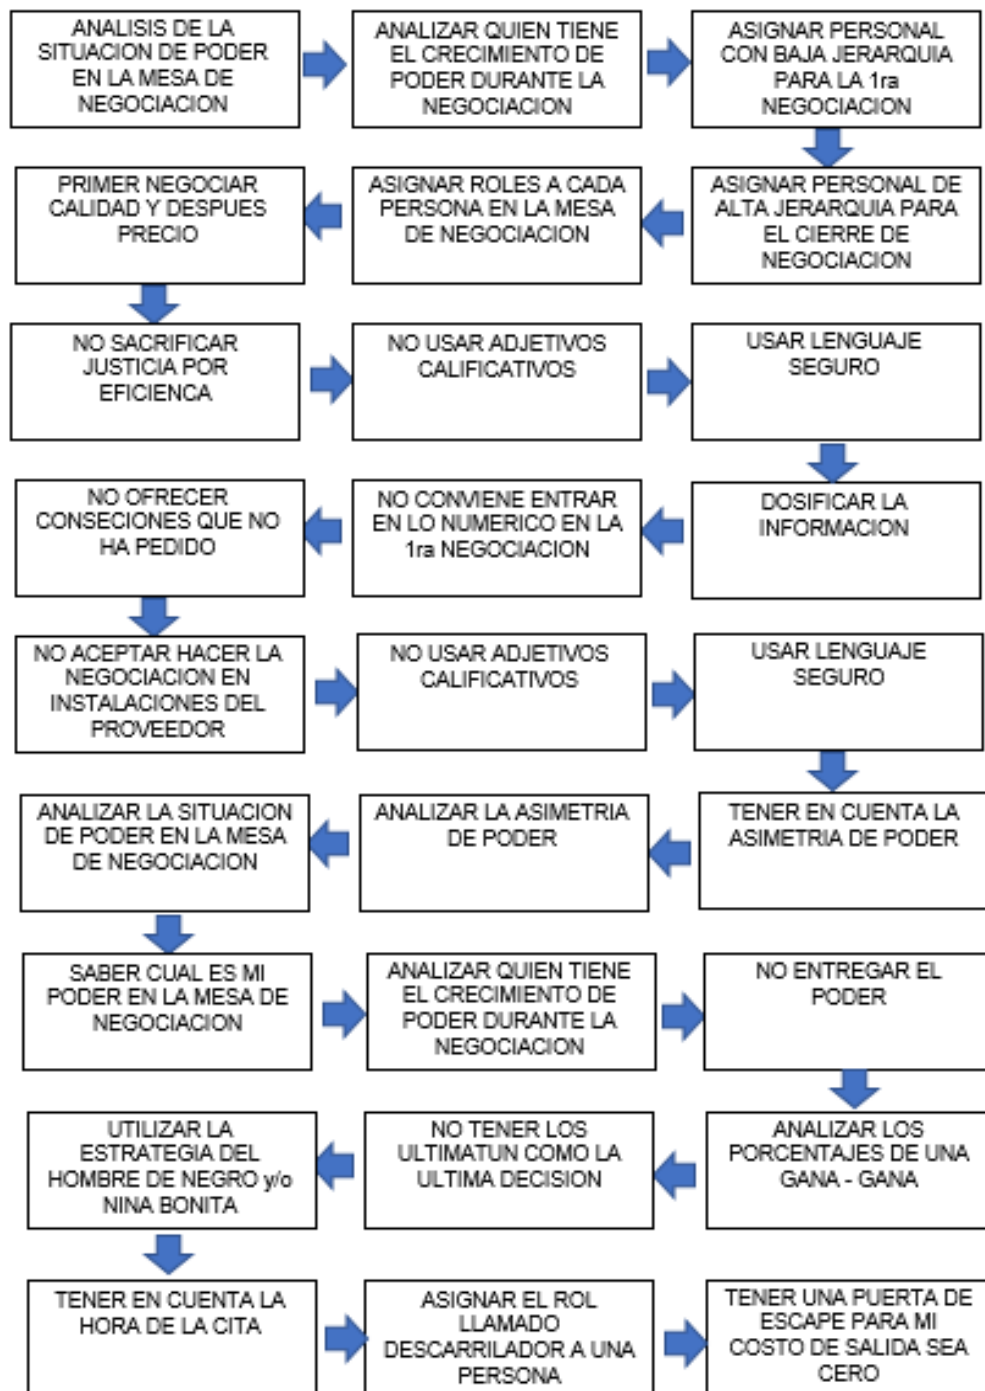 ANALISIS DE LA
SITUACION DE PODER
EN LA MESA DE
NEGOCIACION
ANALIZAR QUIEN TIENE
EL CRECIMIENTO DE
PODER DURANTE LA
NEGOCIACION
ASIGNAR PERSONAL
CON BAJA JERARQUIA
PARA LA 1ra
NEGOCIACION
ASIGNAR PERSONAL DE
ALTA JERARQUIA PARA
EL CIERRE DE
NEGOCIACION
ASIGNAR ROLES A CADA
PERSONA EN LA MESA
DE NEGOCIACION
PRIMER NEGOCIAR
CALIDAD Y DESPUES
PRECIO
NO SACRIFICAR
JUSTICIA POR
EFICIENCA
NO USAR ADJETIVOS
CALIFICATIVOS
USAR LENGUAJE
SEGURO
DOSIFICAR LA
INFORMACION
NO CONVIENE ENTRAR
EN LO NUMERICO EN LA
1ra NEGOCIACION
NO OFRECER
CONSECIONES QUE NO
HA PEDIDO
NO ACEPTAR HACER LA
NEGOCIACION EN
INSTALACIONES DEL
PROVEEDOR
NO USAR ADJETIVOS
CALIFICATIVOS
USAR LENGUAJE
SEGURO
TENER EN CUENTA LA
ASIMETRIA DE PODER
ANALIZAR LA ASIMETRIA
DE PODER
ANALIZAR LA SITUACION
DE PODER EN LA MESA
DE NEGOCIACION
SABER CUAL ES MI
PODER EN LA MESA DE
NEGOCIACION
ANALIZAR QUIEN TIENE
EL CRECIMIENTO DE
PODER DURANTE LA
NEGOCIACION
NO ENTREGAR EL
PODER
ANALIZAR LOS
PORCENTAJES DE UNA
GANA - GANA
NO TENER LOS
ULTIMATUN COMO LA
ULTIMA DECISION
UTILIZAR LA
ESTRATEGIA DEL
HOMBRE DE NEGRO y/o
NINA BONITA
TENER EN CUENTA LA
HORA DE LA CITA
ASIGNAR EL ROL
LLAMADO
DESCARRILADOR A UNA
PERSONA
TENER UNA PUERTA DE
ESCAPE PARA MI
COSTO DE SALIDA SEA
CERO